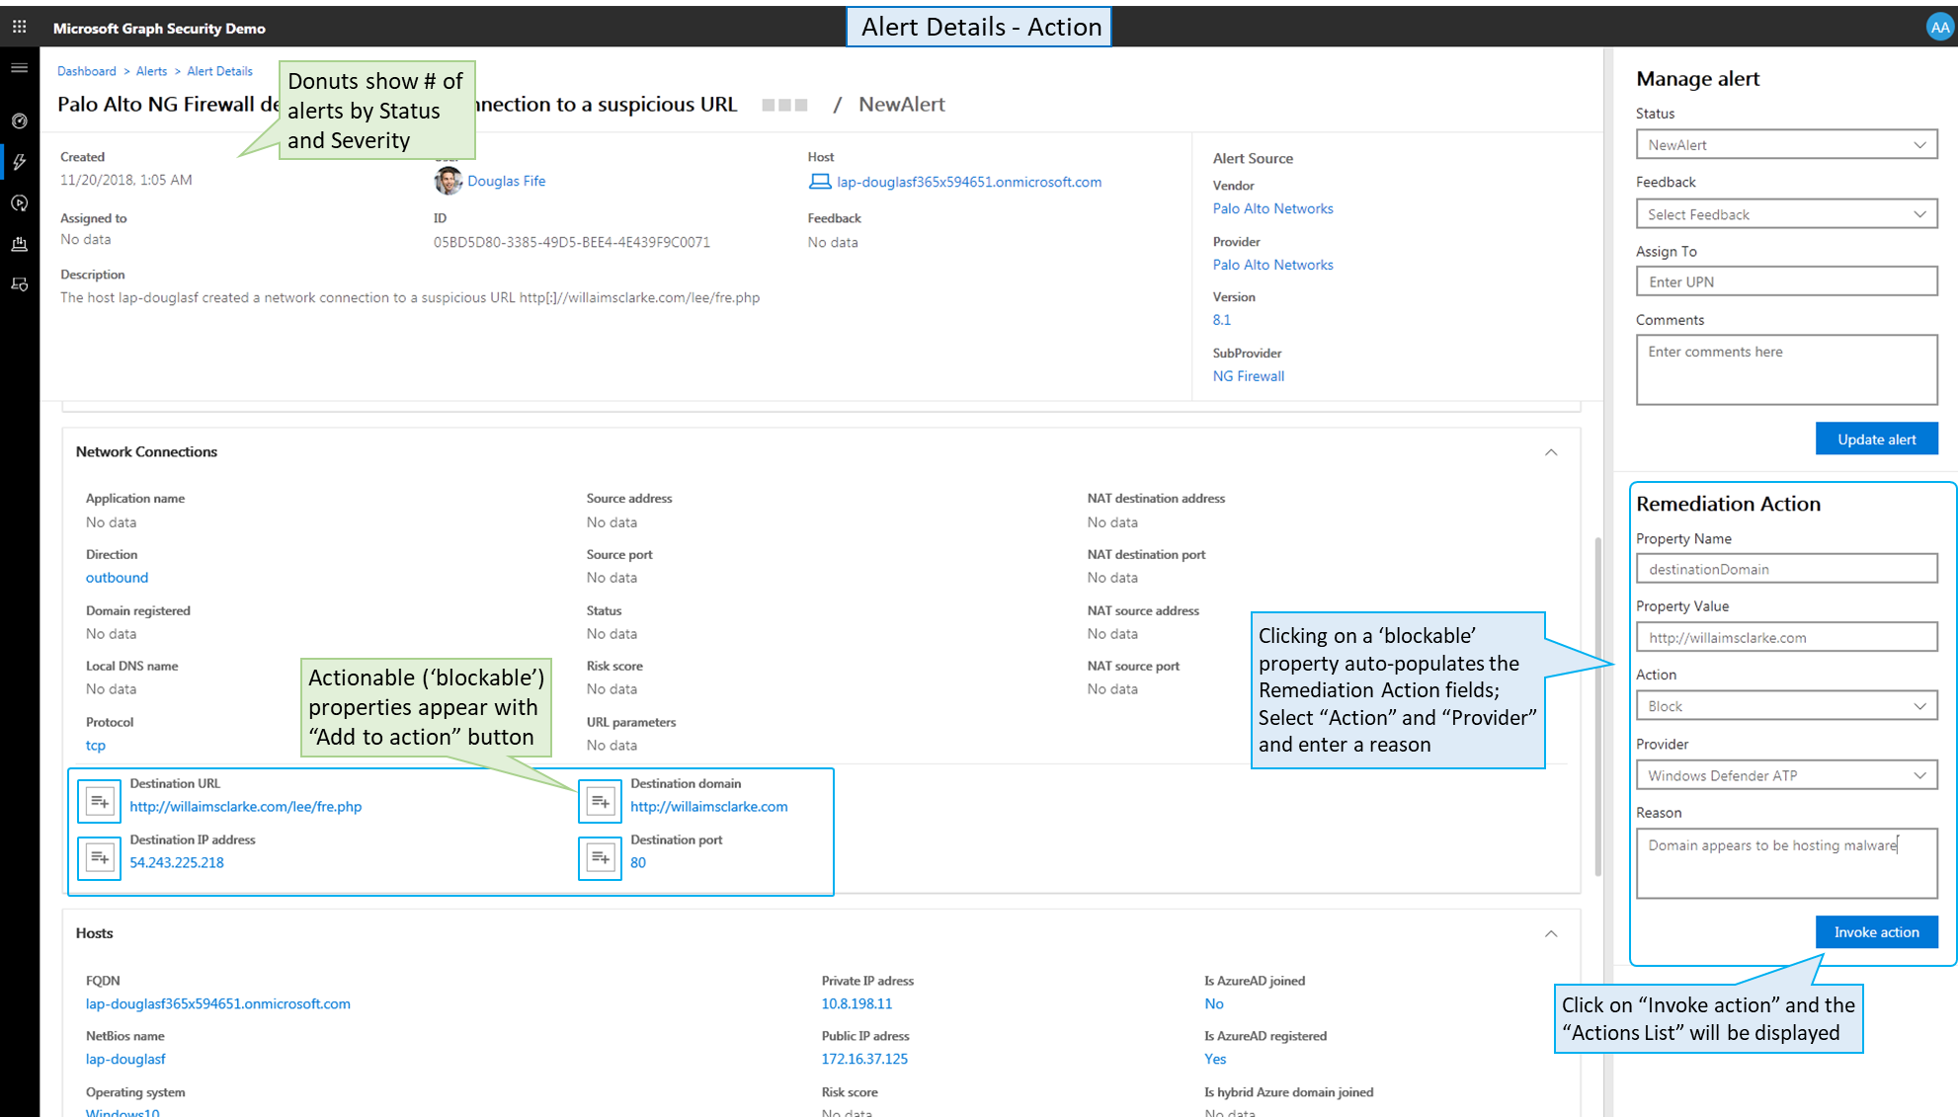 Microsoft Graph Security Demo
Alert Details - Action
AA
Dashboard > Alerts > Alert Details
Palo Alto NG Firewall de
nnection to a suspicious URL
/ NewAlert
Donuts show # of
alerts by Status
and Severity
Created
11/20/2018, 1:05 AM
Douglas Fife
Host
lap-douglasf365x594651.onmicrosoft.com
Assigned to
No data
ID
05BD5D80-3385-49D5-BEE4-4E439F9C0071
Feedback
No data
Description
The host lap-douglasf created a network connection to a suspicious URL http[:]//willaimsclarke.com/lee/fre.php
Alert Source
Vendor
Palo Alto Networks
Provider
Palo Alto Networks
Version
8.1
SubProvider
NG Firewall
Network Connections
Application name
No data
Direction
outbound
Domain registered
No data
Local DNS name
No data
Protocol
tcp
Source address
No data
Source port
No data
Status
No data
Risk score
No data
URL parameters
No data
NAT destination address
No data
NAT destination port
No data
NAT source address
No data
NAT source port
No data
Actionable (‘blockable’)
properties appear with
“Add to action” button
Destination URL
http://willaimsclarke.com/lee/fre.php
Destination domain
http://willaimsclarke.com
Destination IP address
54.243.225.218
Destination port
80
Clicking on a ‘blockable’
property auto-populates the
Remediation Action fields;
Select “Action” and “Provider”
and enter a reason
Hosts
FQDN
lap-douglasf365x594651.onmicrosoft.com
NetBios name
lap-douglasf
Operating system
Windows10
Private IP adress
10.8.198.11
Public IP adress
172.16.37.125
Risk score
No data
Is AzureAD joined
No
Is AzureAD registered
Yes
Is hybrid Azure domain joined
No data
Manage alert
Status
NewAlert
Feedback
Select Feedback
Assign To
Enter UPN
Comments
Enter comments here
Update alert
Remediation Action
Property Name
destinationDomain
Property Value
http://willaimsclarke.com
Action
Block
Provider
Windows Defender ATP
Reason
Domain appears to be hosting malware
Invoke action
Click on “Invoke action” and the
“Actions List” will be displayed